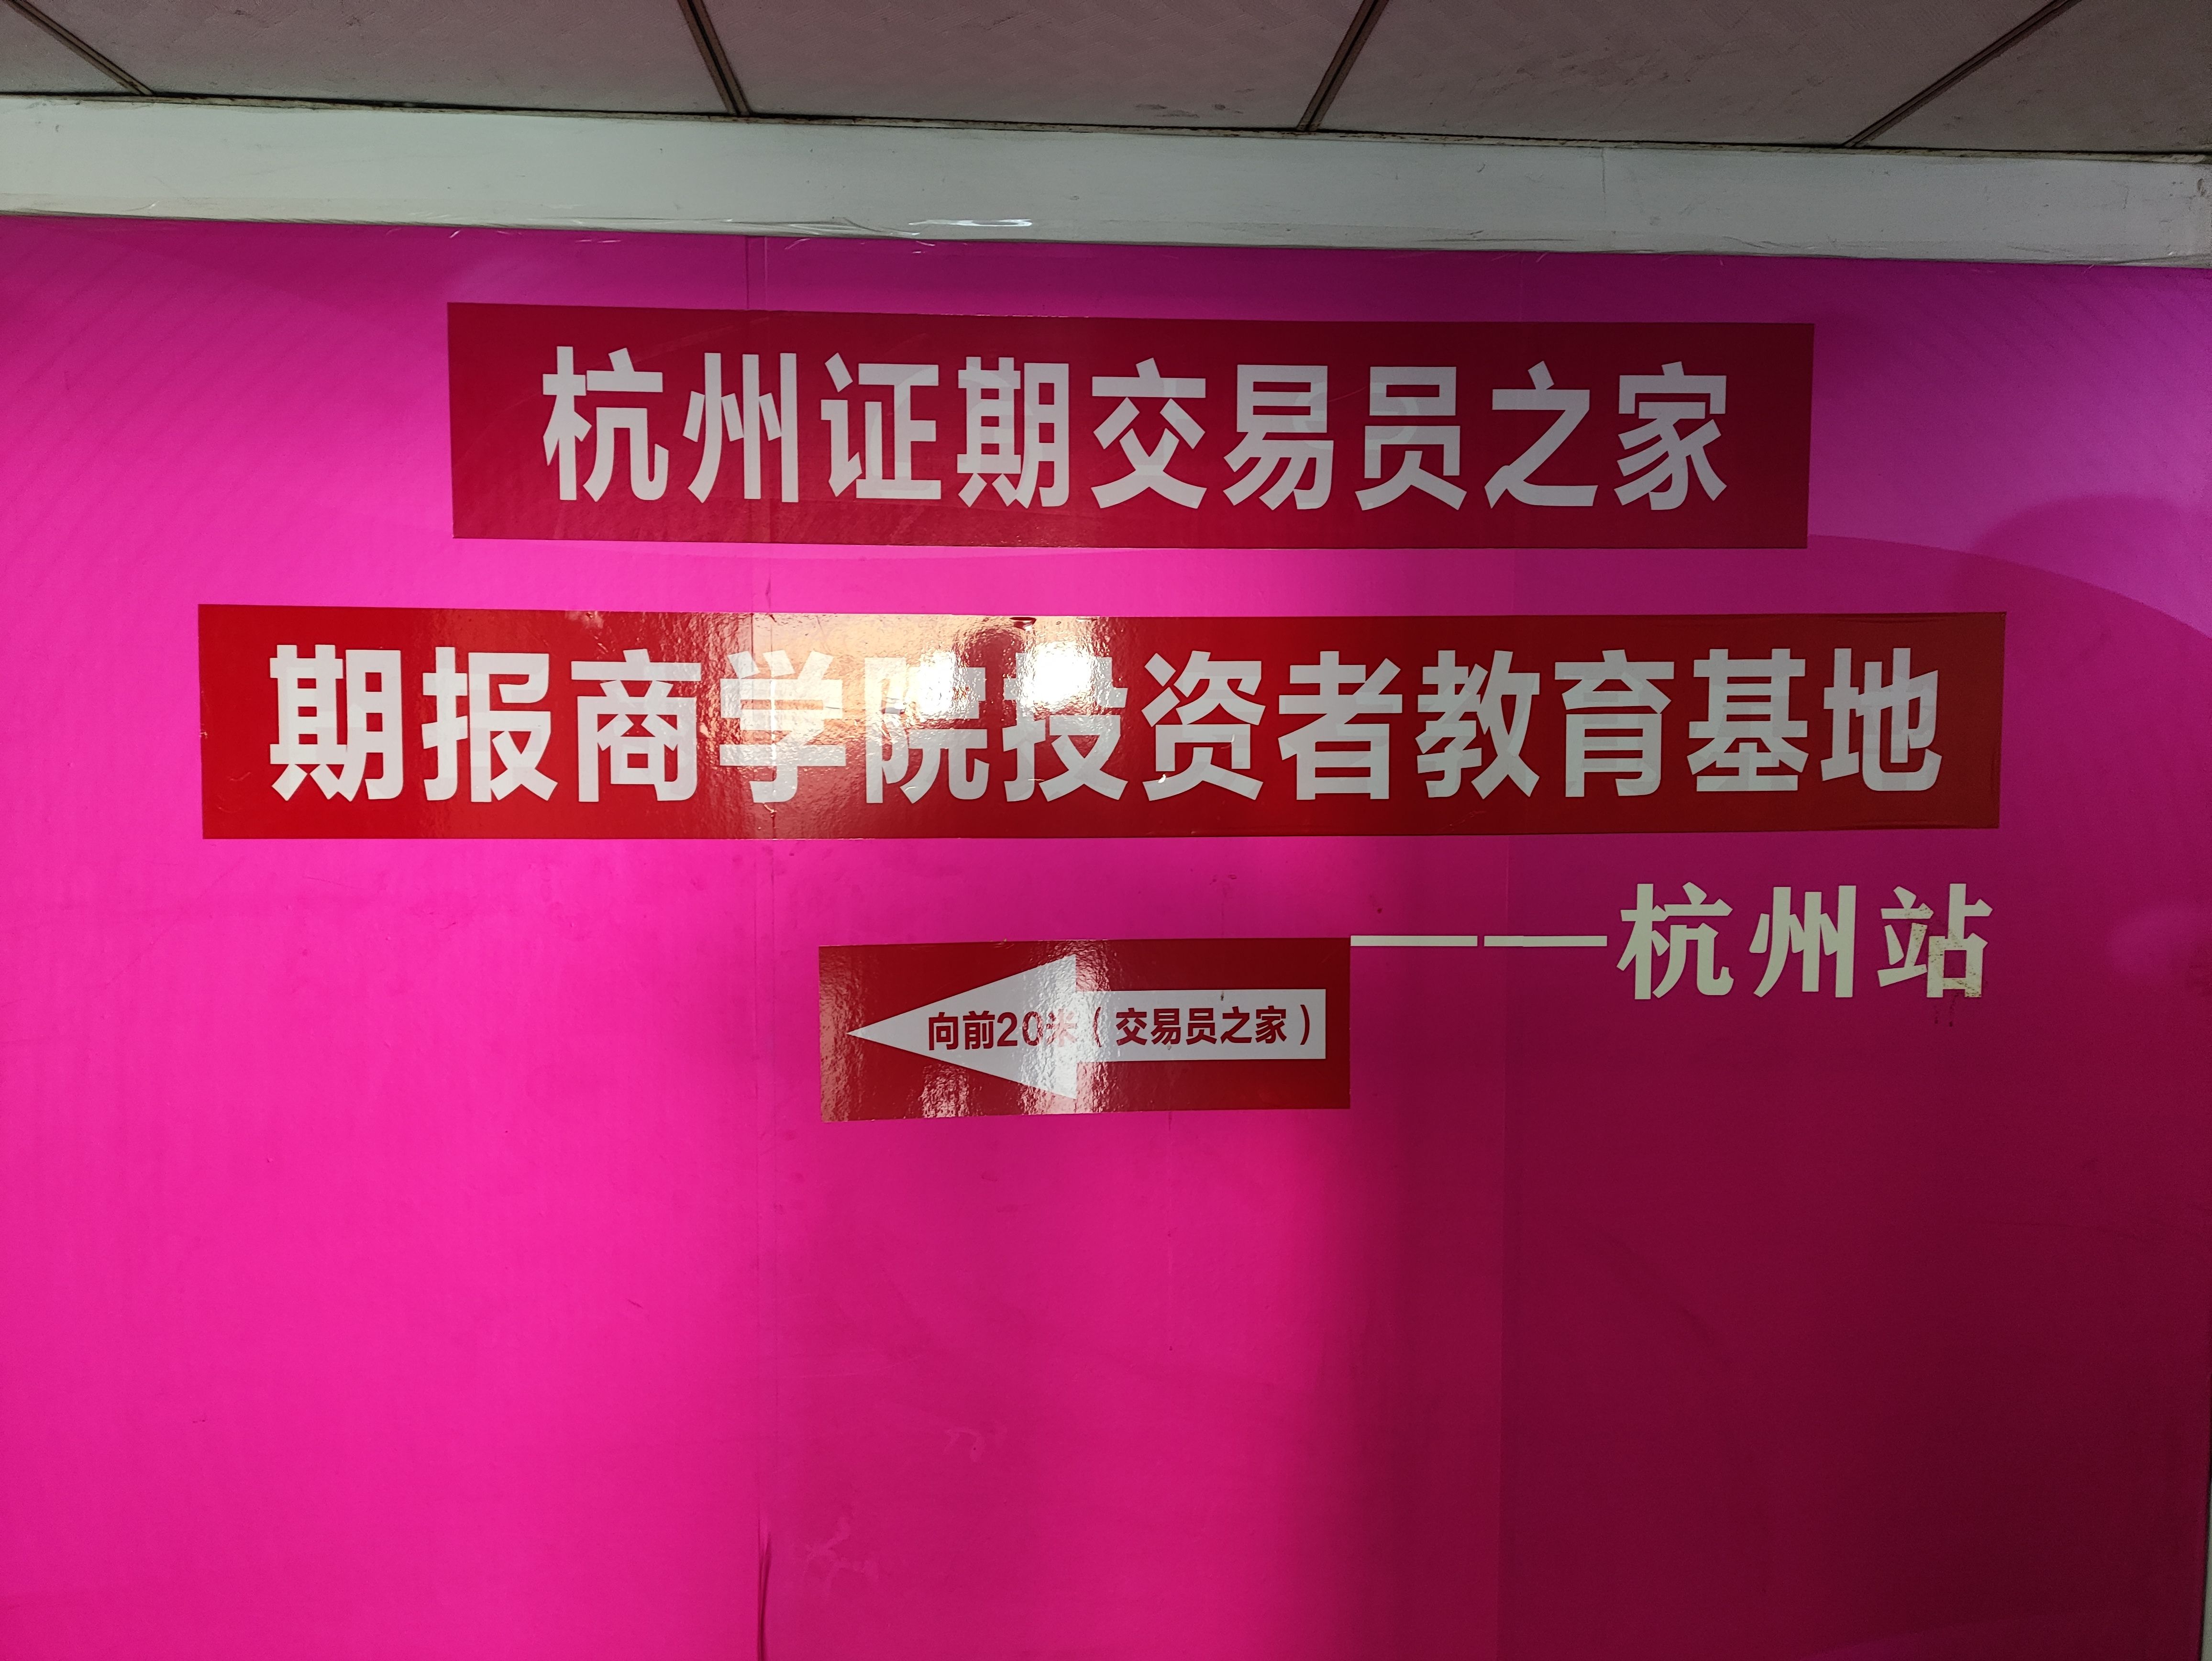 杭州证期交易员之家
期报商学院投资者教育基地
——杭州站
向前20米（交易员之家）